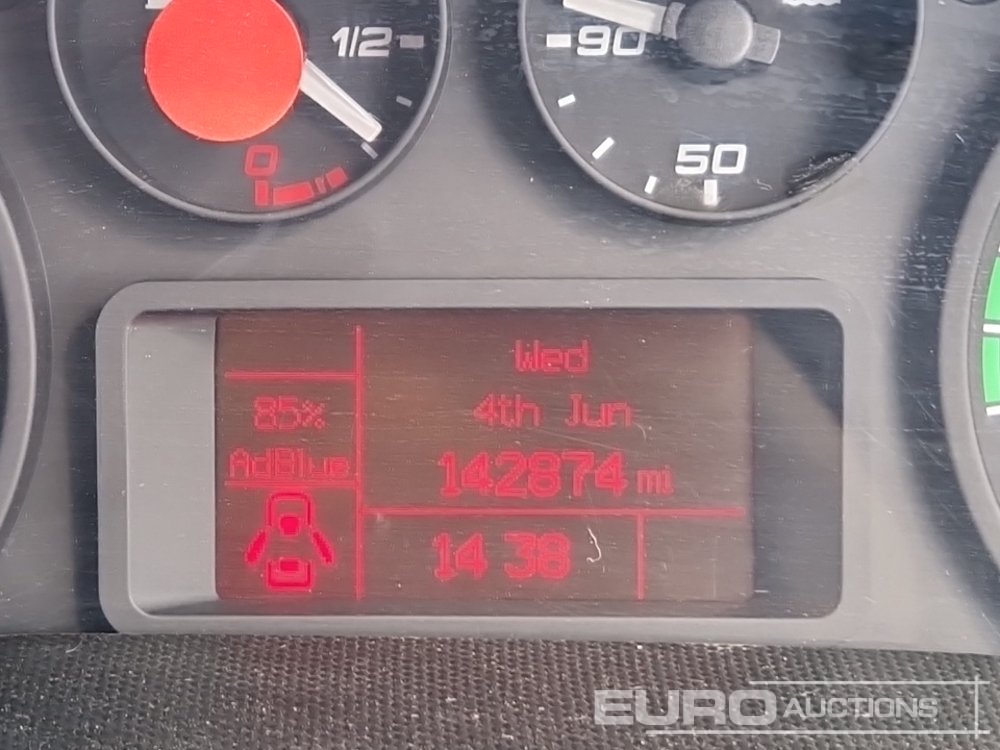 1/2
0
90
50
Wed
4th Jun
85%
AdBlue
142874 mi
14 38
EURO AUCTIONS